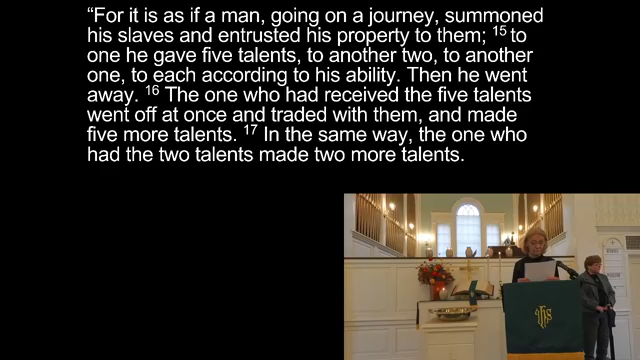 “For it is as if a man, going on a journey, summoned
his slaves and entrusted his property to them; 15 to
one he gave five talents, to another two, to another
one, to each according to his ability. Then he went
away. 16 The one who had received the five talents
went off at once and traded with them, and made
five more talents. 17 In the same way, the one who
had the two talents made two more talents.
IHS